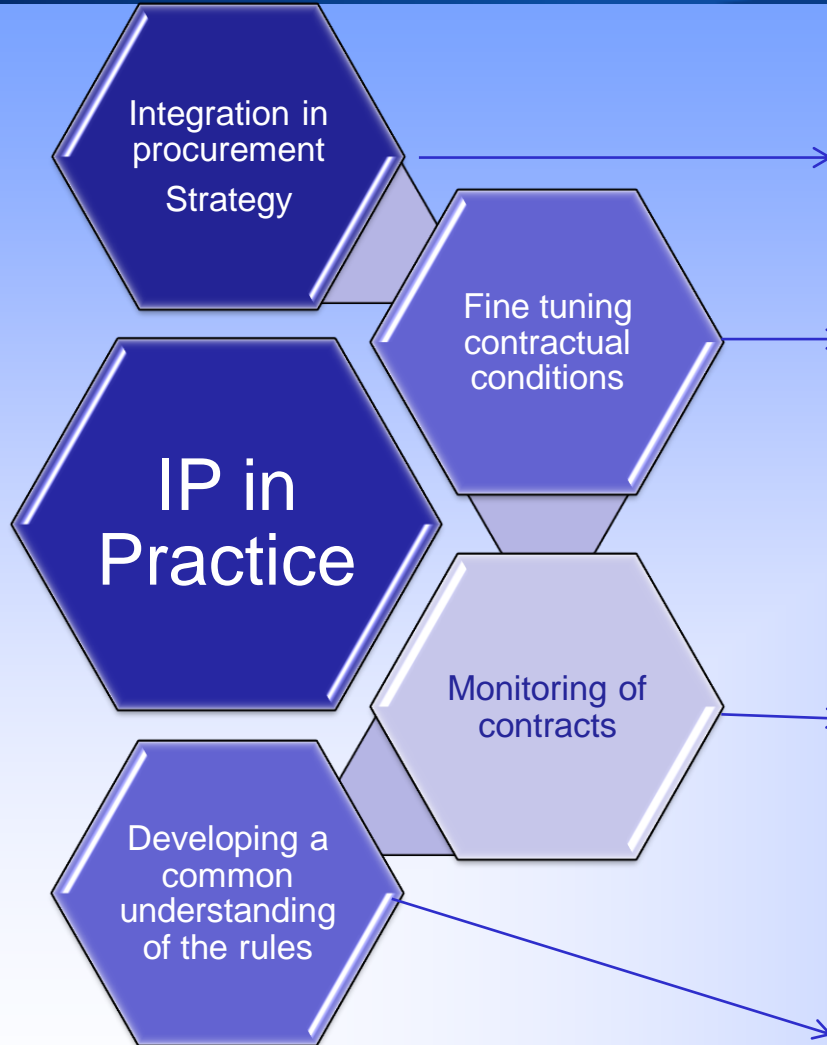 Integration in
procurement
Strategy
Fine tuning
contractual
conditions
IP in
Practice
Monitoring of
contracts
Developing a
common
understanding
of the rules